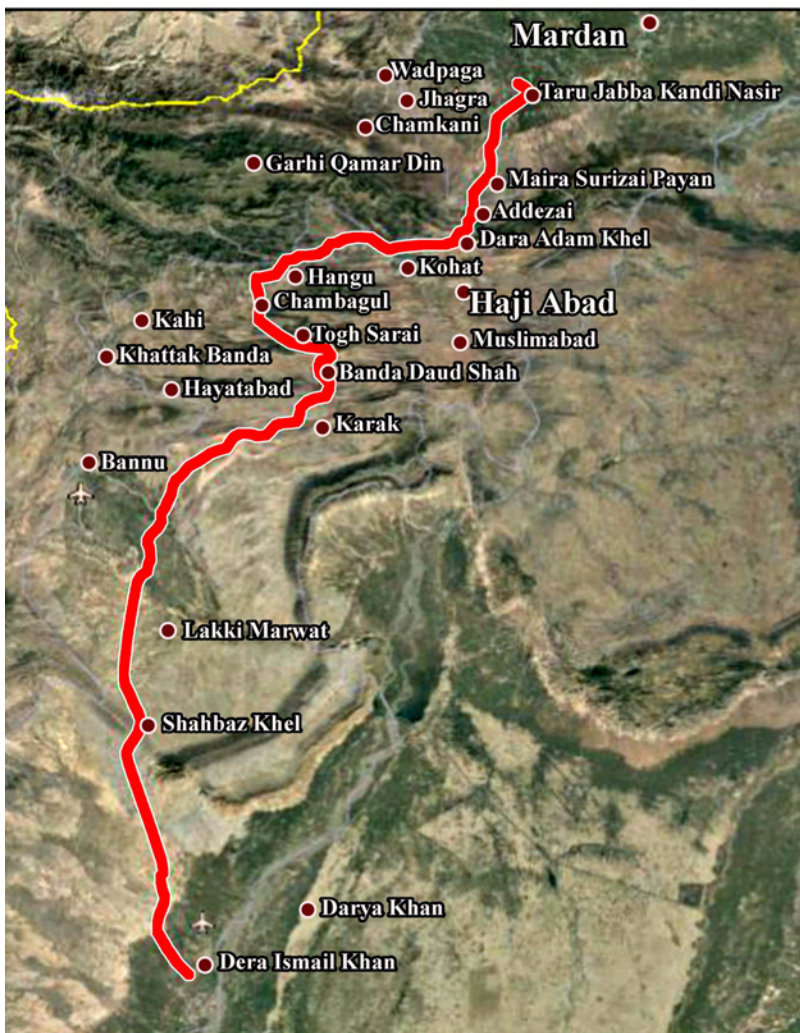 Mardan
Wadpaga
Taru Jabba Kandi Nasir
Jhagra
Chamkani
Garhi Qamar Din
Maira Surizai Payan
Addezai
Dara Adam Khel
Kohat
Hangu
Haji Abad
Chambagul
Kahi
Togh Sarai
Muslimabad
Khattak Banda
Banda Daud Shah
Hayatabad
Karak
Bannu
Lakki Marwat
Shahbaz Khel
Darya Khan
Dera Ismail Khan